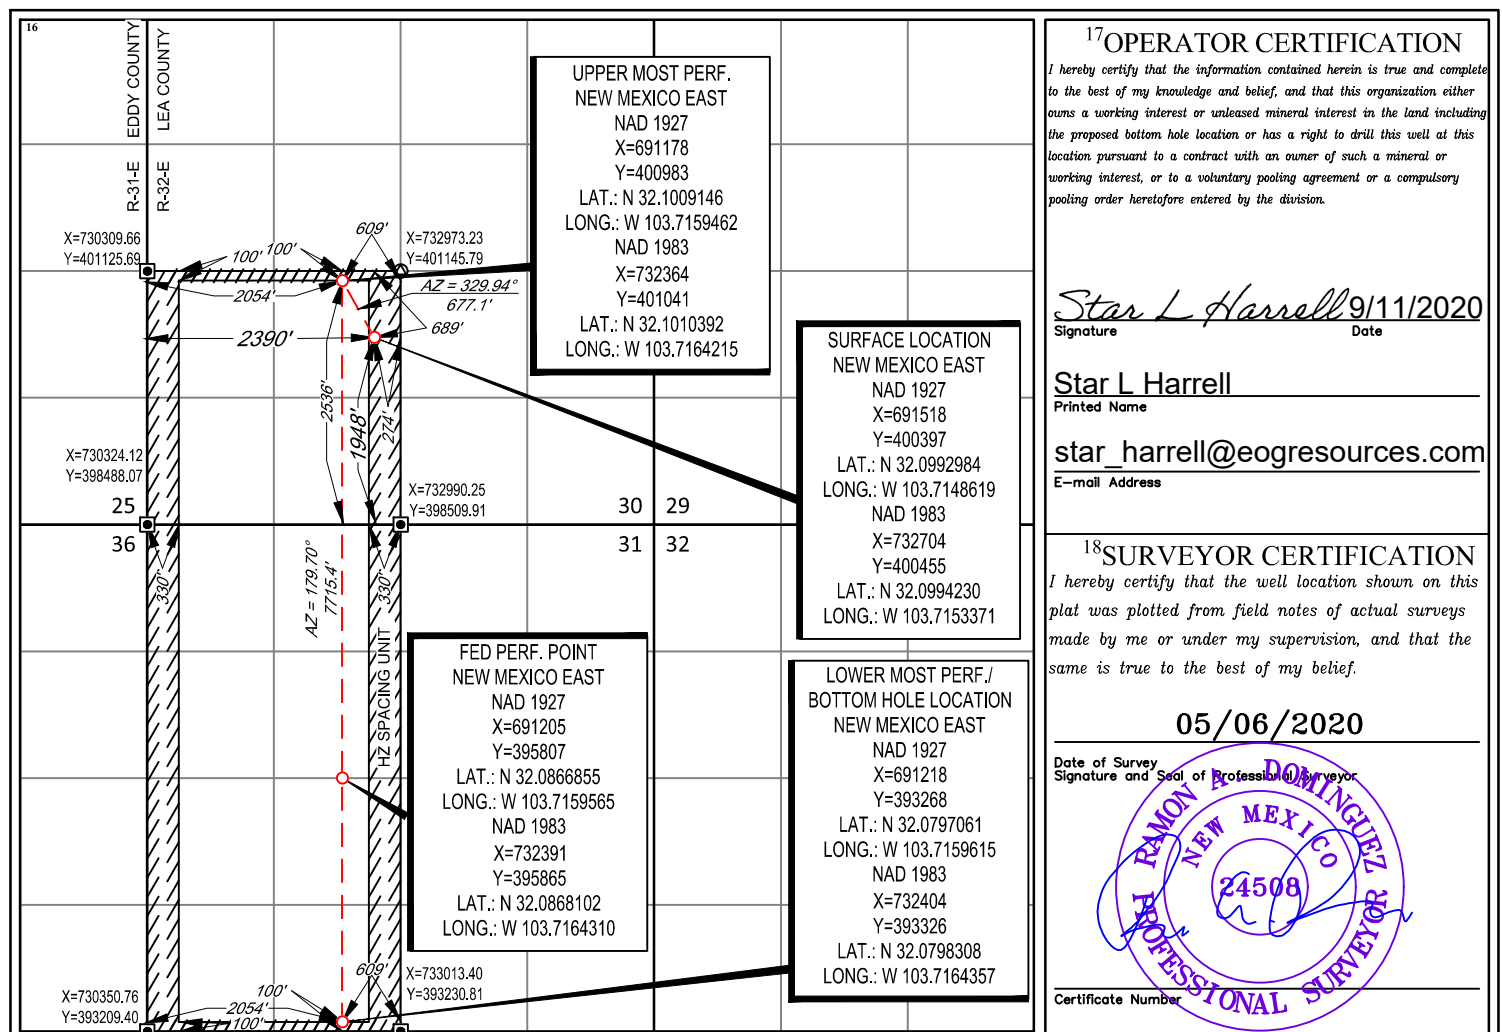 16
EDDY COUNTY
LEA COUNTY
R-31-E
R-32-E
UPPER MOST PERF.
NEW MEXICO EAST
NAD 1927
X=691178
Y=400983
LAT.: N 32.1009146
LONG.: W 103.7159462
NAD 1983
X=732364
Y=401041
LAT.: N 32.1010392
LONG.: W 103.7164215
X=730309.66
Y=401125.69
100'
100'
609'
X=732973.23
Y=401145.79
2054'
AZ = 329.94°
677.1'
689'
2390'
2536'
1948'
274'
SURFACE LOCATION
NEW MEXICO EAST
NAD 1927
X=691518
Y=400397
LAT.: N 32.0992984
LONG.: W 103.7148619
NAD 1983
X=732704
Y=400455
LAT.: N 32.0994230
LONG.: W 103.7153371
X=730324.12
Y=398488.07
X=732990.25
Y=398509.91
25
30
29
36
31
32
330'
AZ = 179.70°
7715.4'
330'
HZ SPACING UNIT
FED PERF. POINT
NEW MEXICO EAST
NAD 1927
X=691205
Y=395807
LAT.: N 32.0866855
LONG.: W 103.7159565
NAD 1983
X=732391
Y=395865
LAT.: N 32.0868102
LONG.: W 103.7164310
LOWER MOST PERF./
BOTTOM HOLE LOCATION
NEW MEXICO EAST
NAD 1927
X=691218
Y=393268
LAT.: N 32.0797061
LONG.: W 103.7159615
NAD 1983
X=732404
Y=393326
LAT.: N 32.0798308
LONG.: W 103.7164357
X=730350.76
Y=393209.40
100'
2054'
100'
609'
X=733013.40
Y=393230.81
17 OPERATOR CERTIFICATION
I hereby certify that the information contained herein is true and complete
to the best of my knowledge and belief, and that this organization either
owns a working interest or unleased mineral interest in the land including
the proposed bottom hole location or has a right to drill this well at this
location pursuant to a contract with an owner of such a mineral or
working interest, or to a voluntary pooling agreement or a compulsory
pooling order heretofore entered by the division.
Star L Harrell 9/11/2020
Signature Date
Star L Harrell
Printed Name
star_harrell@eogresources.com
E-mail Address
18 SURVEYOR CERTIFICATION
I hereby certify that the well location shown on this
plat was plotted from field notes of actual surveys
made by me or under my supervision, and that the
same is true to the best of my belief.
05/06/2020
Date of Survey
Signature and Seal of Professional Surveyor
RAMON A. DOMINGUEZ
NEW MEXICO
24508
PROFESSIONAL SURVEYOR
Certificate Number